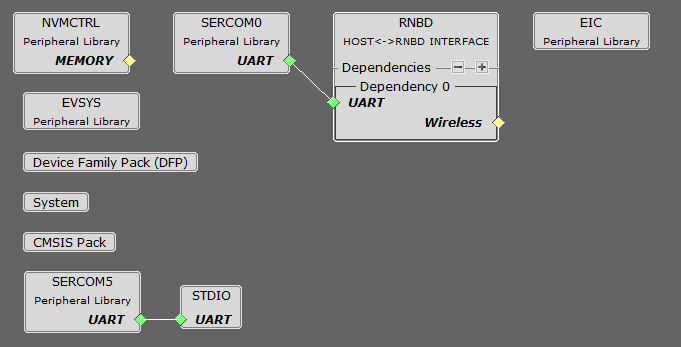 NVMCTRL
Peripheral Library
MEMORY
SERCOM0
Peripheral Library
UART
RNBD
HOST<->RNBD INTERFACE
Dependencies
Dependency 0
UART
Wireless
EIC
Peripheral Library
EVSYS
Peripheral Library
Device Family Pack (DFP)
System
CMSIS Pack
SERCOM5
Peripheral Library
UART
STDIO
UART